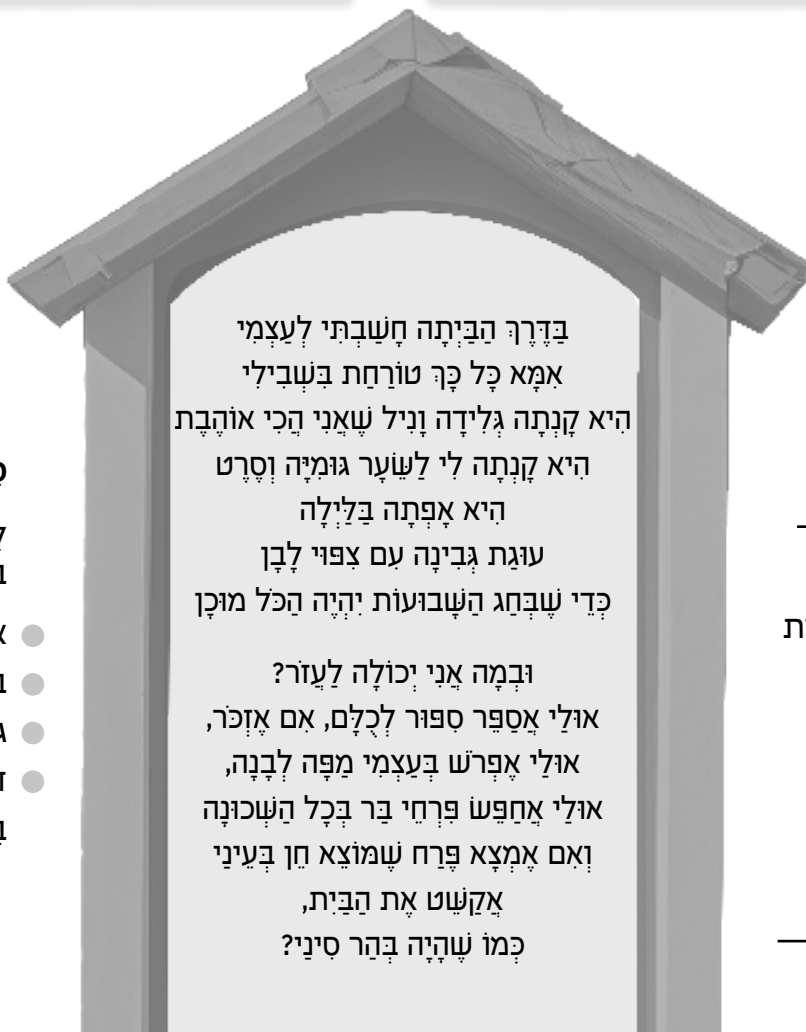 בַּדֶּרֶךְ הַבַּיְתָה חָשַׁבְתִּי לְעַצְמִי
אִמָּא כָּל כָּךְ טוֹרַחַת בִּשְׁבִילִי
הִיא קָנְתָה גְּלִידָה וָנִיל שֶׁאֲנִי הֲכִי אוֹהֶבֶת
הִיא קָנְתָה לִי לַשֵּׂעָר גּוּמִיָּה וְסֶרֶט
הִיא אָפְתָה בַּלַּיְלָה
עוּגַת גְּבִינָה עִם צִפּוּי לָבָן
כְּדֵי שֶׁבְּחַג הַשָּׁבוּעוֹת יִהְיֶה הַכֹּל מוּכָן
וּבְמָה אֲנִי יְכוֹלָה לַעֲזֹר?
אוּלַי אֲסַפֵּר סִפּוּר לְכֻלָּם, אִם אֶזְכֹּר,
אוּלַי אֶפְרֹשׂ בְּעַצְמִי מַפָּה לְבָנָה,
אוּלַי אֲחַפֵּשׂ פִּרְחֵי בַּר בְּכָל הַשְּׁכוּנָה
וְאִם אֶמְצָא פֶּרַח שֶׁמּוֹצֵא חֵן בְּעֵינַי
אֲקַשֵּׁט אֶת הַבַּיִת,
כְּמוֹ שֶׁהָיָה בְּהַר סִינַי?